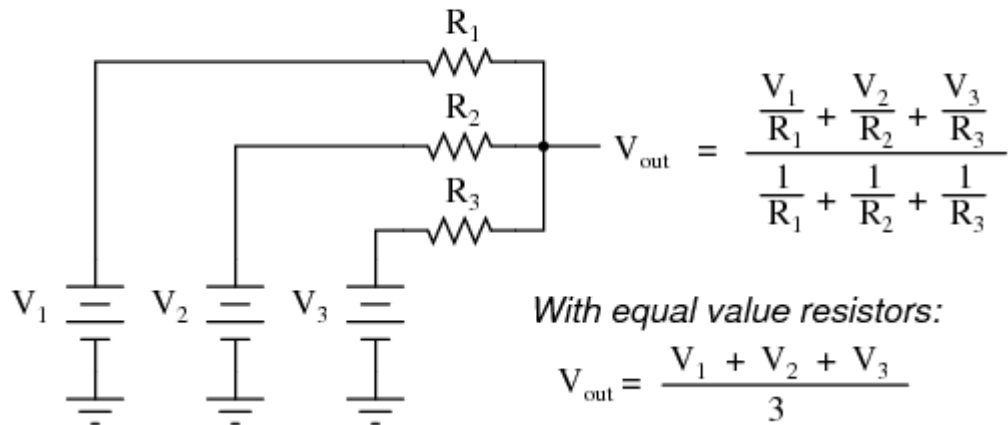 R1
R2
R3
V1
V2
V3
Vout = (V1/R1 + V2/R2 + V3/R3) / (1/R1 + 1/R2 + 1/R3)
With equal value resistors:
Vout = (V1 + V2 + V3) / 3